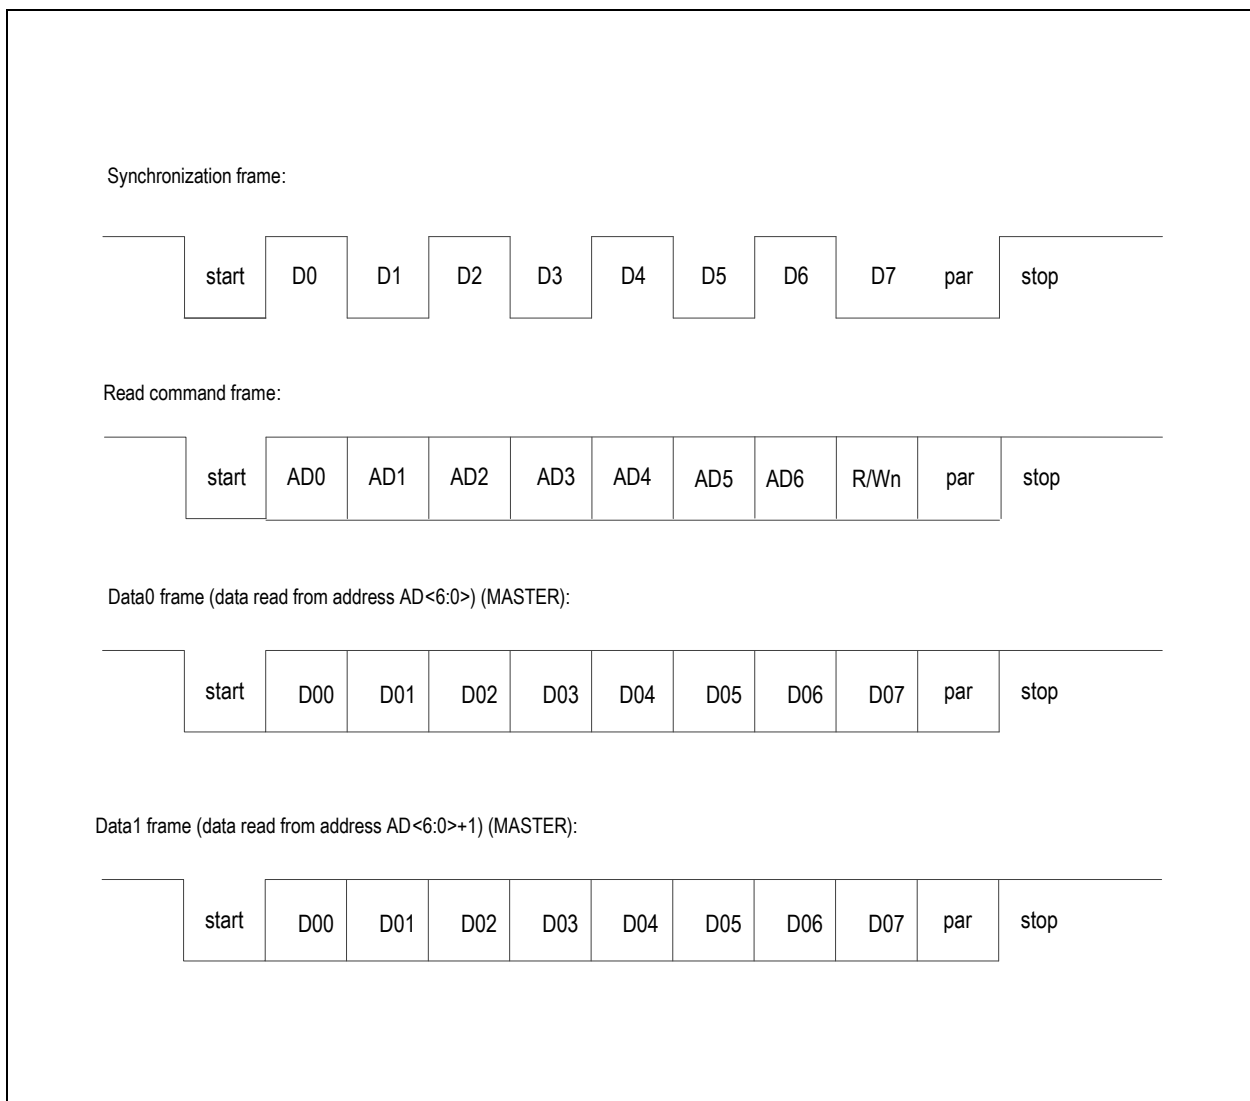 Synchronization frame:
start D0 D1 D2 D3 D4 D5 D6 D7 par stop
Read command frame:
start AD0 AD1 AD2 AD3 AD4 AD5 AD6 R/Wn par stop
Data0 frame (data read from address AD<6:0>) (MASTER):
start D00 D01 D02 D03 D04 D05 D06 D07 par stop
Data1 frame (data read from address AD<6:0>+1) (MASTER):
start D00 D01 D02 D03 D04 D05 D06 D07 par stop